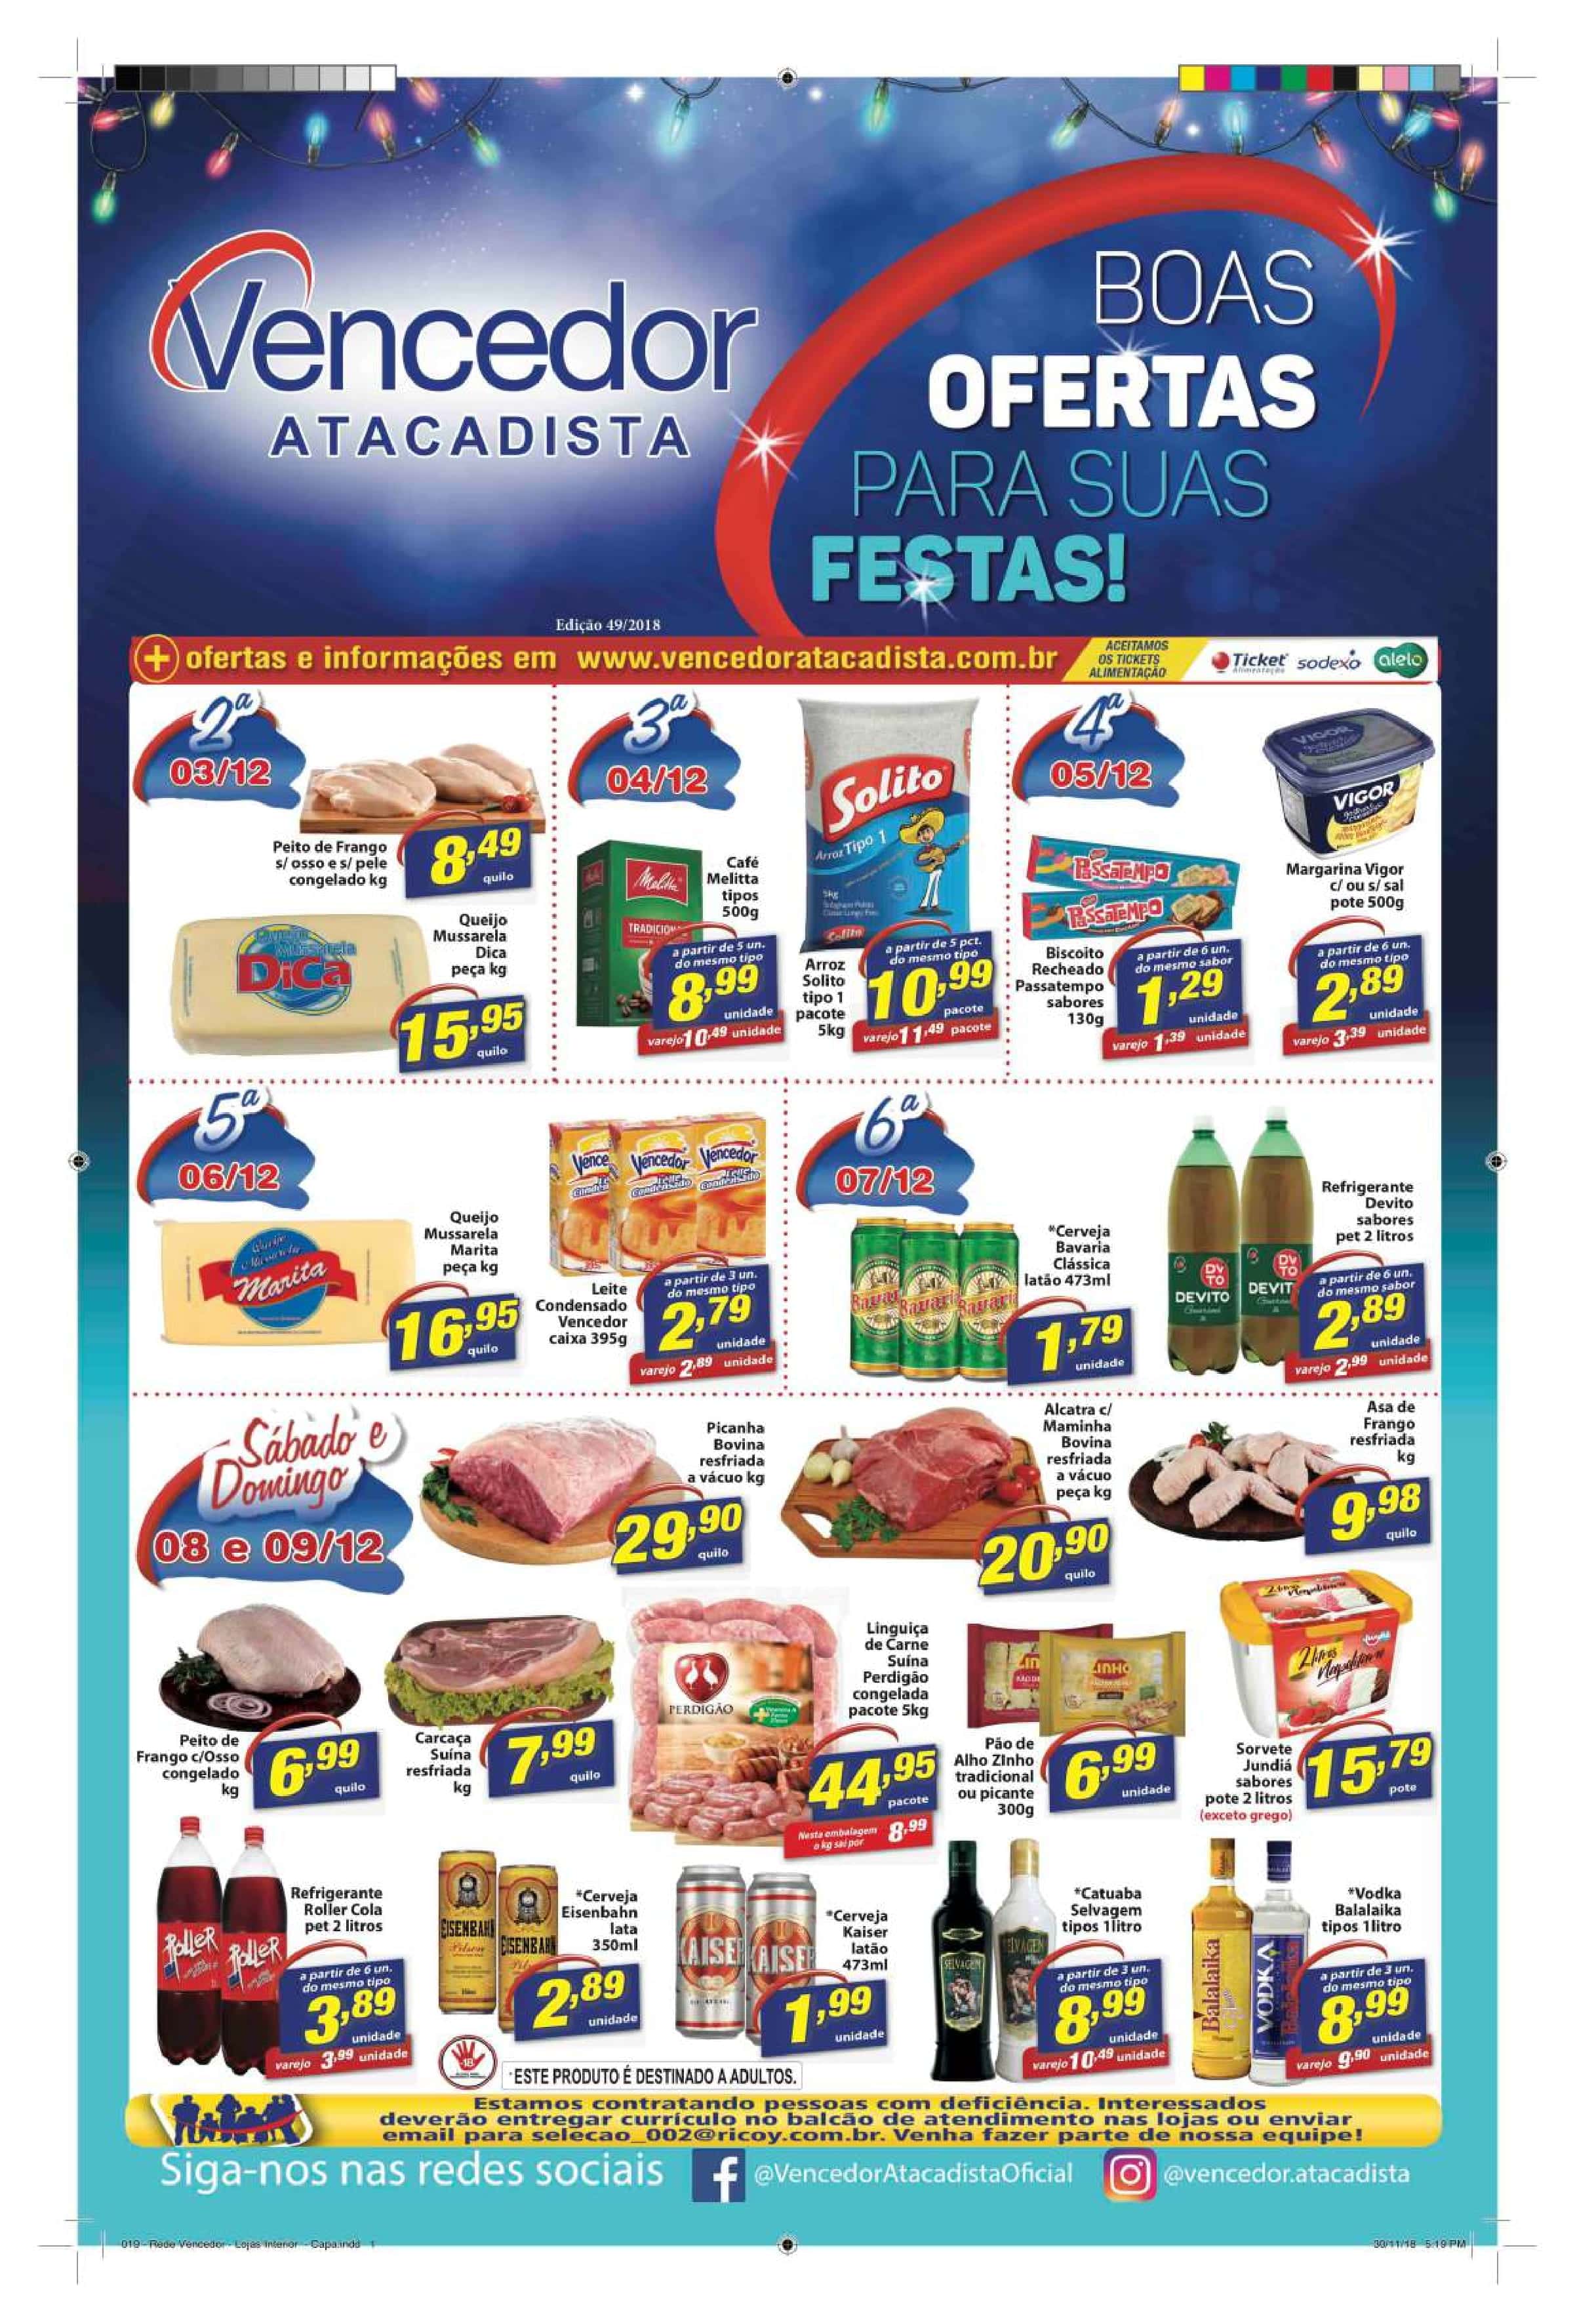 Vencedor
ATACADISTA
BOAS
OFERTAS
PARA SUAS
FESTAS!
Edição 49/2018
+ ofertas e informações em www.vencedoratacadista.com.br
ACEITAMOS
OS TICKETS
ALIMENTAÇÃO
Ticket
Alimentação
sodexo
alelo
2ª
03/12
Peito de Frango
s/ osso e s/ pele
congelado kg
8,49
quilo
Queijo
Mussarela
Dica
peça kg
15,95
quilo
3ª
04/12
Café
Melitta
tipos
500g
a partir de 5 un.
do mesmo tipo
8,99
unidade
varejo 10,49 unidade
Arroz
Solito
tipo 1
pacote
5kg
a partir de 5 pct.
do mesmo tipo
10,99
pacote
varejo 11,49 pacote
4ª
05/12
Biscoito
Recheado
Passatempo
sabores
130g
a partir de 6 un.
do mesmo sabor
1,29
unidade
varejo 1,39 unidade
Margarina Vigor
c/ ou s/ sal
pote 500g
a partir de 6 un.
do mesmo tipo
2,89
unidade
varejo 3,39 unidade
5ª
06/12
Queijo
Mussarela
Marita
peça kg
16,95
quilo
Leite
Condensado
Vencedor
caixa 395g
a partir de 3 un.
do mesmo tipo
2,79
unidade
varejo 2,89 unidade
6ª
07/12
*Cerveja
Bavaria
Clássica
latão 473ml
1,79
unidade
Refrigerante
Devito
sabores
pet 2 litros
a partir de 6 un.
do mesmo sabor
2,89
unidade
varejo 2,99 unidade
Sábado e
Domingo
08 e 09/12
Picanha
Bovina
resfriada
a vácuo kg
29,90
quilo
Alcatra c/
Maminha
Bovina
resfriada
a vácuo
peça kg
20,90
quilo
Asa de
Frango
resfriada
kg
9,98
quilo
Peito de
Frango c/Osso
congelado
kg
6,99
quilo
Carcaça
Suína
resfriada
kg
7,99
quilo
PERDIGÃO
Linguiça
de Carne
Suína
Perdigão
congelada
pacote 5kg
44,95
pacote
Nesta embalagem
o kg sai por
8,99
Pão de
Alho ZInho
tradicional
ou picante
300g
6,99
unidade
Sorvete
Jundiá
sabores
pote 2 litros
(exceto grego)
15,79
pote
Refrigerante
Roller Cola
pet 2 litros
a partir de 6 un.
do mesmo tipo
3,89
unidade
varejo 3,99 unidade
*Cerveja
Eisenbahn
lata
350ml
2,89
unidade
*Cerveja
Kaiser
latão
473ml
1,99
unidade
*Catuaba
Selvagem
tipos 1litro
a partir de 3 un.
do mesmo tipo
8,99
unidade
varejo 10,49 unidade
*Vodka
Balalaika
tipos 1litro
a partir de 3 un.
do mesmo tipo
8,99
unidade
varejo 9,90 unidade
-18
*ESTE PRODUTO É DESTINADO A ADULTOS.
Estamos contratando pessoas com deficiência. Interessados
deverão entregar currículo no balcão de atendimento nas lojas ou enviar
email para selecao_002@ricoy.com.br. Venha fazer parte de nossa equipe!
Siga-nos nas redes sociais
@VencedorAtacadistaOficial
@vencedor.atacadista
019 - Rede Vencedor - Lojas Interior - Capa.indd 1
30/11/18 5:19 PM